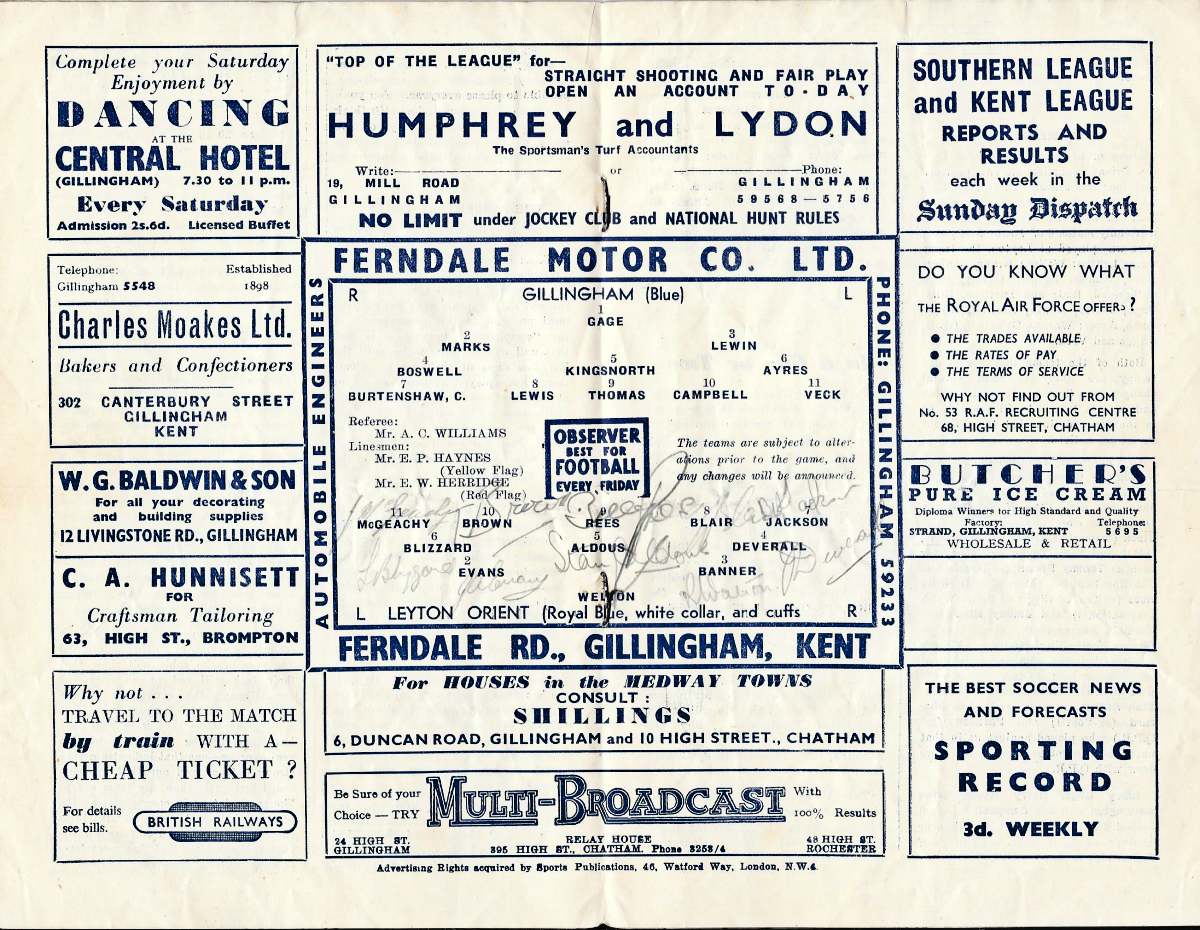 Complete your Saturday
Enjoyment by
DANCING
AT THE
CENTRAL HOTEL
(GILLINGHAM) 7.30 to 11 p.m.
Every Saturday
Admission 2s.6d. Licensed Buffet
"TOP OF THE LEAGUE" for—
STRAIGHT SHOOTING AND FAIR PLAY
OPEN AN ACCOUNT TO-DAY
HUMPHREY and LYDON
The Sportsman's Turf Accountants
Write: or Phone:
19, MILL ROAD GILLINGHAM
GILLINGHAM 59568—5756
NO LIMIT under JOCKEY CLUB and NATIONAL HUNT RULES
SOUTHERN LEAGUE
and KENT LEAGUE
REPORTS AND
RESULTS
each week in the
Sunday Dispatch
Telephone: Established
Gillingham 5548 1898
Charles Moakes Ltd.
Bakers and Confectioners
302 CANTERBURY STREET
GILLINGHAM
KENT
W. G. BALDWIN & SON
For all your decorating
and building supplies
12 LIVINGSTONE RD., GILLINGHAM
C. A. HUNNISETT
FOR
Craftsman Tailoring
63, HIGH ST., BROMPTON
Why not . . .
TRAVEL TO THE MATCH
by train WITH A—
CHEAP TICKET ?
For details
see bills.
BRITISH RAILWAYS
FERNDALE MOTOR CO. LTD.
AUTOMOBILE ENGINEERS
PHONE: GILLINGHAM 59233
R GILLINGHAM (Blue) L
1
GAGE
2 3
MARKS LEWIN
4 5 6
BOSWELL KINGSNORTH AYRES
7 8 9 10 11
BURTENSHAW, C. LEWIS THOMAS CAMPBELL VECK
Referee:
Mr. A. C. WILLIAMS
Linesmen:
Mr. E. P. HAYNES
(Yellow Flag)
Mr. E. W. HERRIDGE
(Red Flag)
OBSERVER
BEST FOR
FOOTBALL
EVERY FRIDAY
The teams are subject to alter-
ations prior to the game, and
any changes will be announced.
11 10 9 8 7
McGEACHY BROWN REES BLAIR JACKSON
6 5 4
BLIZZARD ALDOUS DEVERALL
2 3
EVANS BANNER
WELTON
L LEYTON ORIENT (Royal Blue, white collar, and cuffs R
FERNDALE RD., GILLINGHAM, KENT
For HOUSES in the MEDWAY TOWNS
CONSULT:
SHILLINGS
6, DUNCAN ROAD, GILLINGHAM and 10 HIGH STREET., CHATHAM
Be Sure of your
Choice — TRY
MULTI-BROADCAST
With
100% Results
24 HIGH ST. RELAY HOUSE 48 HIGH ST.
GILLINGHAM 395 HIGH ST., CHATHAM. Phone 3258/4 ROCHESTER
Advertising Rights acquired by Sports Publications, 46, Watford Way, London, N.W.4.
DO YOU KNOW WHAT
THE ROYAL AIR FORCE OFFERS?
● THE TRADES AVAILABLE
● THE RATES OF PAY
● THE TERMS OF SERVICE
WHY NOT FIND OUT FROM
No. 53 R.A.F. RECRUITING CENTRE
68, HIGH STREET, CHATHAM
BUTCHER'S
PURE ICE CREAM
Diploma Winners for High Standard and Quality
Factory: Telephone:
STRAND, GILLINGHAM, KENT 5695
WHOLESALE & RETAIL
THE BEST SOCCER NEWS
AND FORECASTS
SPORTING
RECORD
3d. WEEKLY